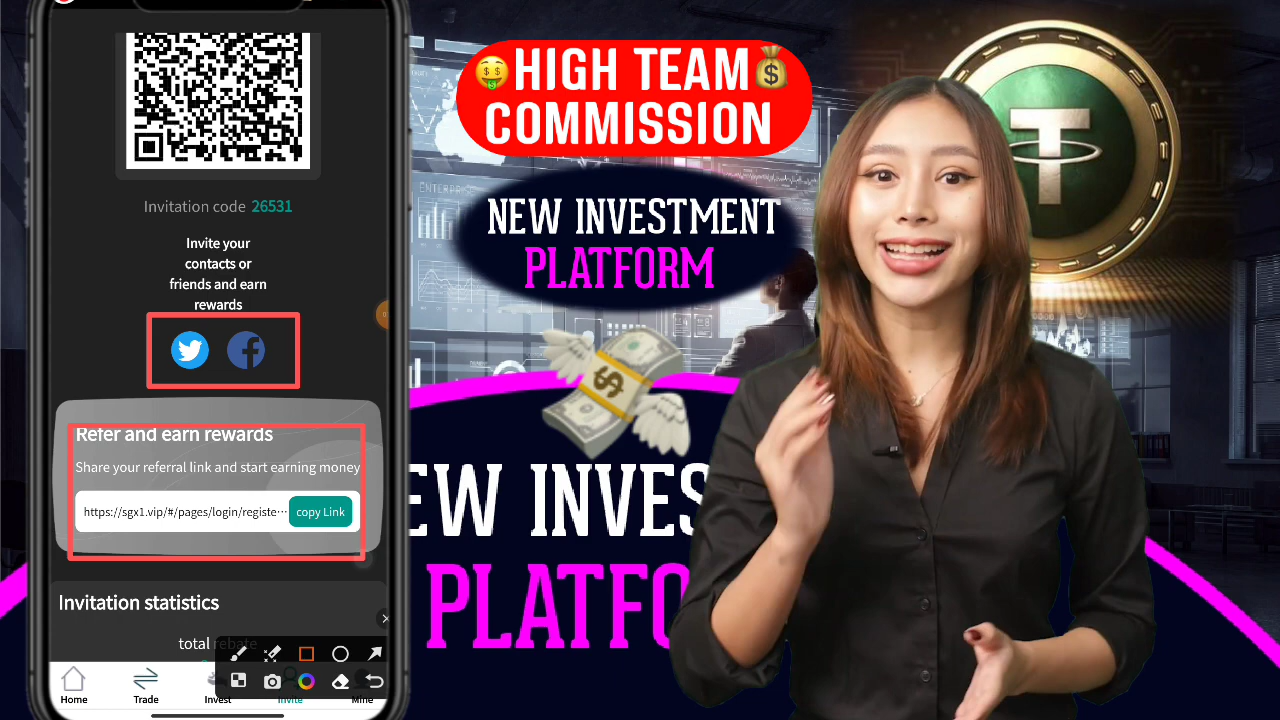 Invitation code 26531
Invite your
contacts or
friends and earn
rewards
Refer and earn rewards
Share your referral link and start earning money
https://sgx1.vip/#/pages/login/registe···
copy Link
Invitation statistics
total rebate
Home
Trade
Invest
Invite
Mine
🤑HIGH TEAM💰
COMMISSION
NEW INVESTMENT
PLATFORM
ENTERPRIS
EW INVES
PLATFO